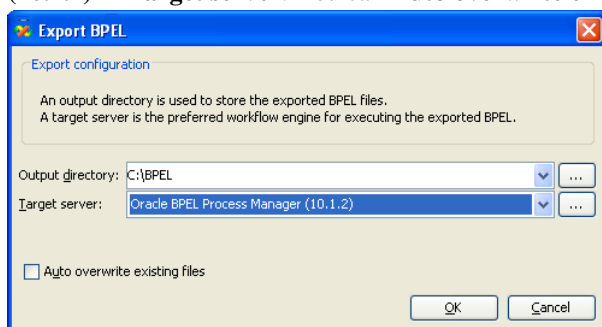 Export BPEL
Export configuration
An output directory is used to store the exported BPEL files.
A target server is the preferred workflow engine for executing the exported BPEL.
Output directory: C:\BPEL ...
Target server: Oracle BPEL Process Manager (10.1.2) ...
Auto overwrite existing files
OK Cancel